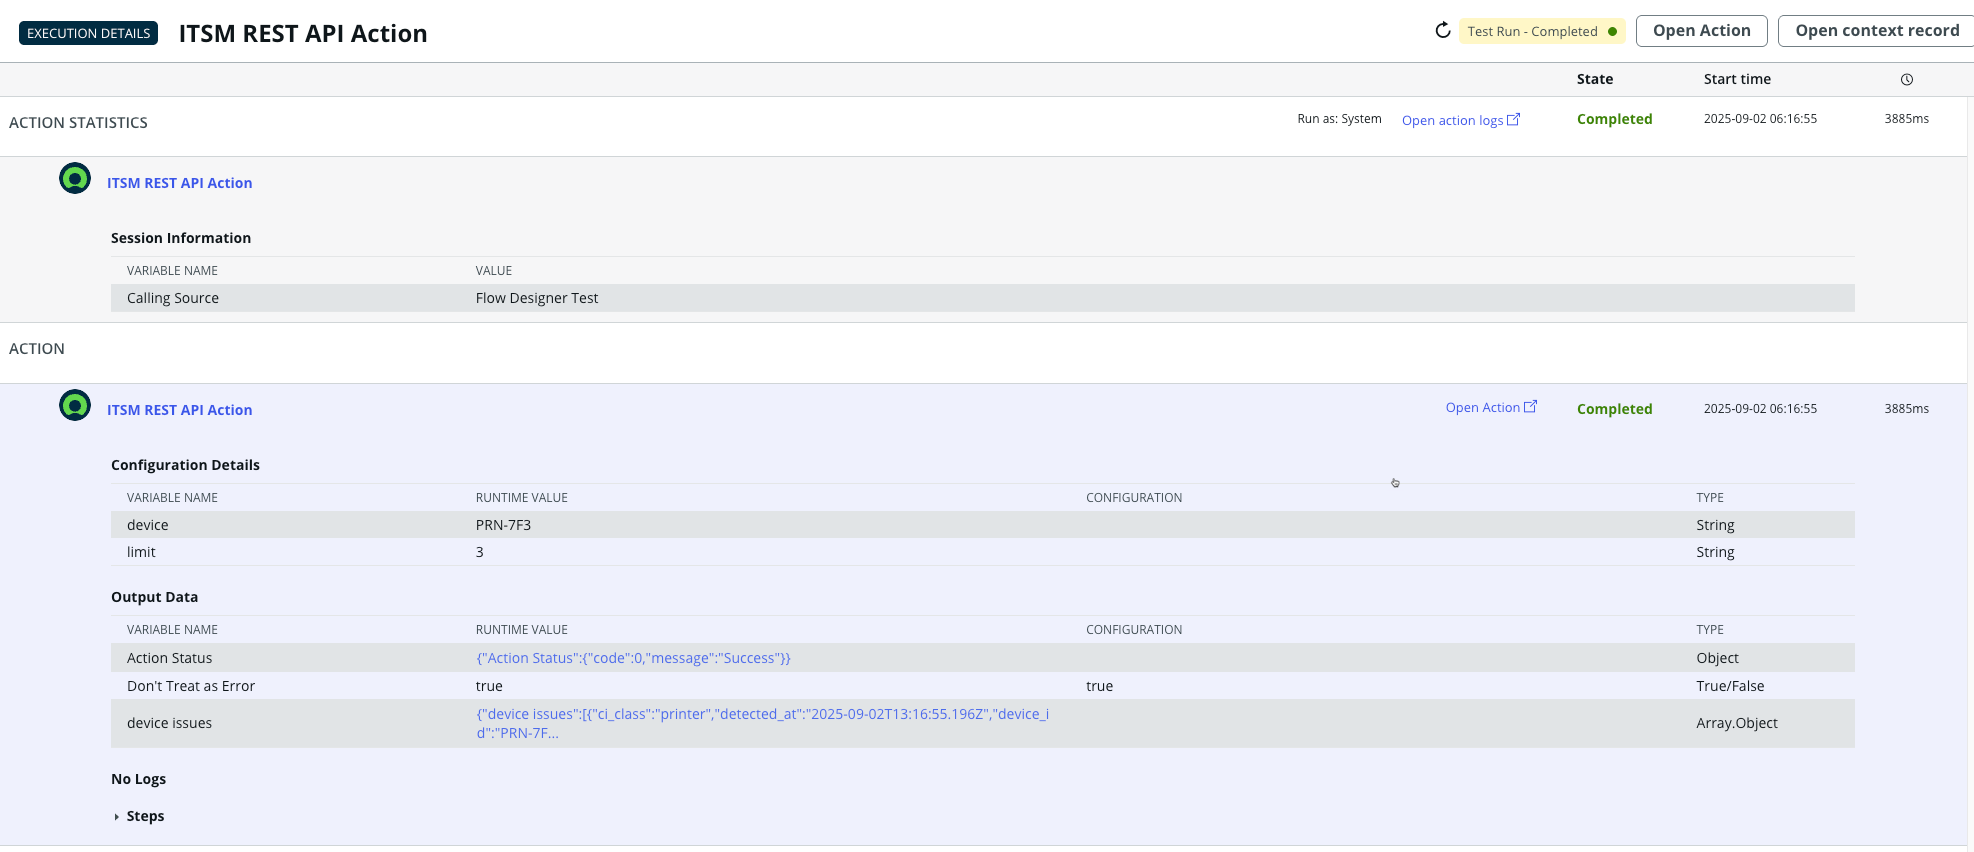 EXECUTION DETAILS ITSM REST API Action Test Run - Completed Open Action Open context record
State Start time
ACTION STATISTICS Run as: System Open action logs Completed 2025-09-02 06:16:55 3885ms
ITSM REST API Action
Session Information
VARIABLE NAME VALUE
Calling Source Flow Designer Test
ACTION
ITSM REST API Action Open Action Completed 2025-09-02 06:16:55 3885ms
Configuration Details
VARIABLE NAME RUNTIME VALUE CONFIGURATION TYPE
device PRN-7F3 String
limit 3 String
Output Data
VARIABLE NAME RUNTIME VALUE CONFIGURATION TYPE
Action Status {"Action Status":{"code":0,"message":"Success"}} Object
Don't Treat as Error true true True/False
device issues {"device issues":[{"ci_class":"printer","detected_at":"2025-09-02T13:16:55.196Z","device_i Array.Object
d":"PRN-7F...
No Logs
Steps